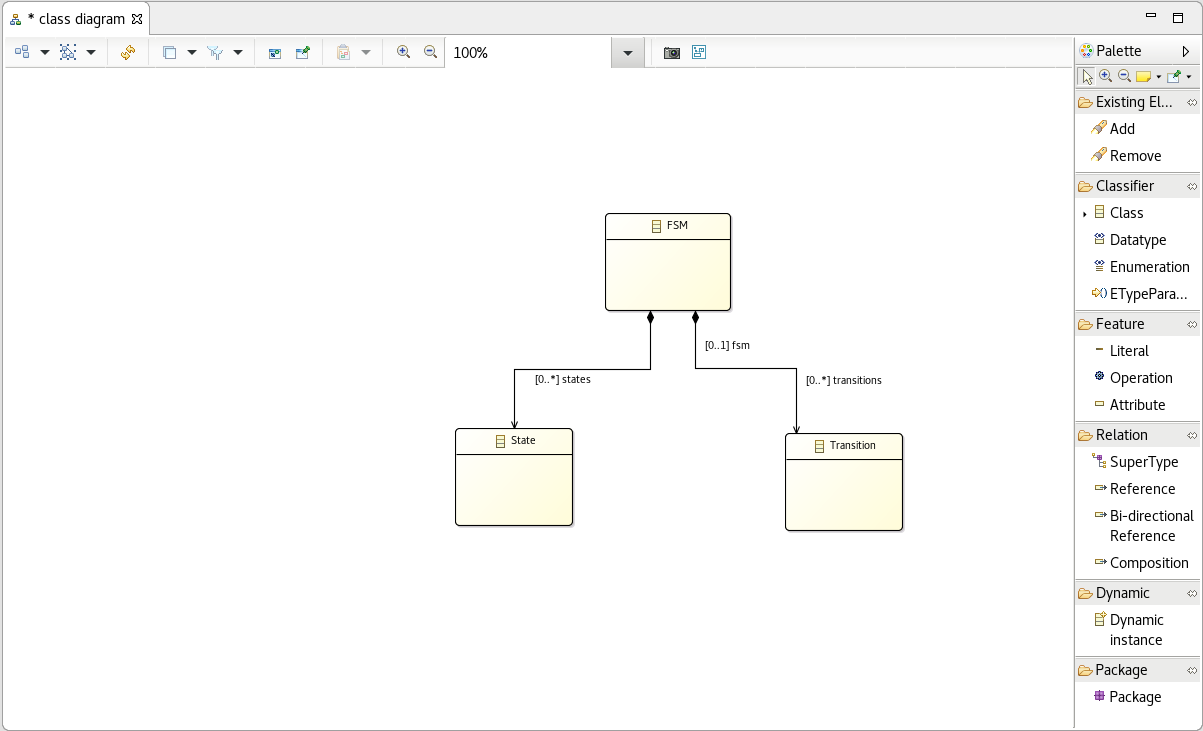 * class diagram
100%
Palette
Existing El...
Add
Remove
Classifier
Class
Datatype
Enumeration
ETypePara...
Feature
Literal
Operation
Attribute
Relation
SuperType
Reference
Bi-directional
Reference
Composition
Dynamic
Dynamic
instance
Package
Package
FSM
[0..1] fsm
[0..*] states
[0..*] transitions
State
Transition